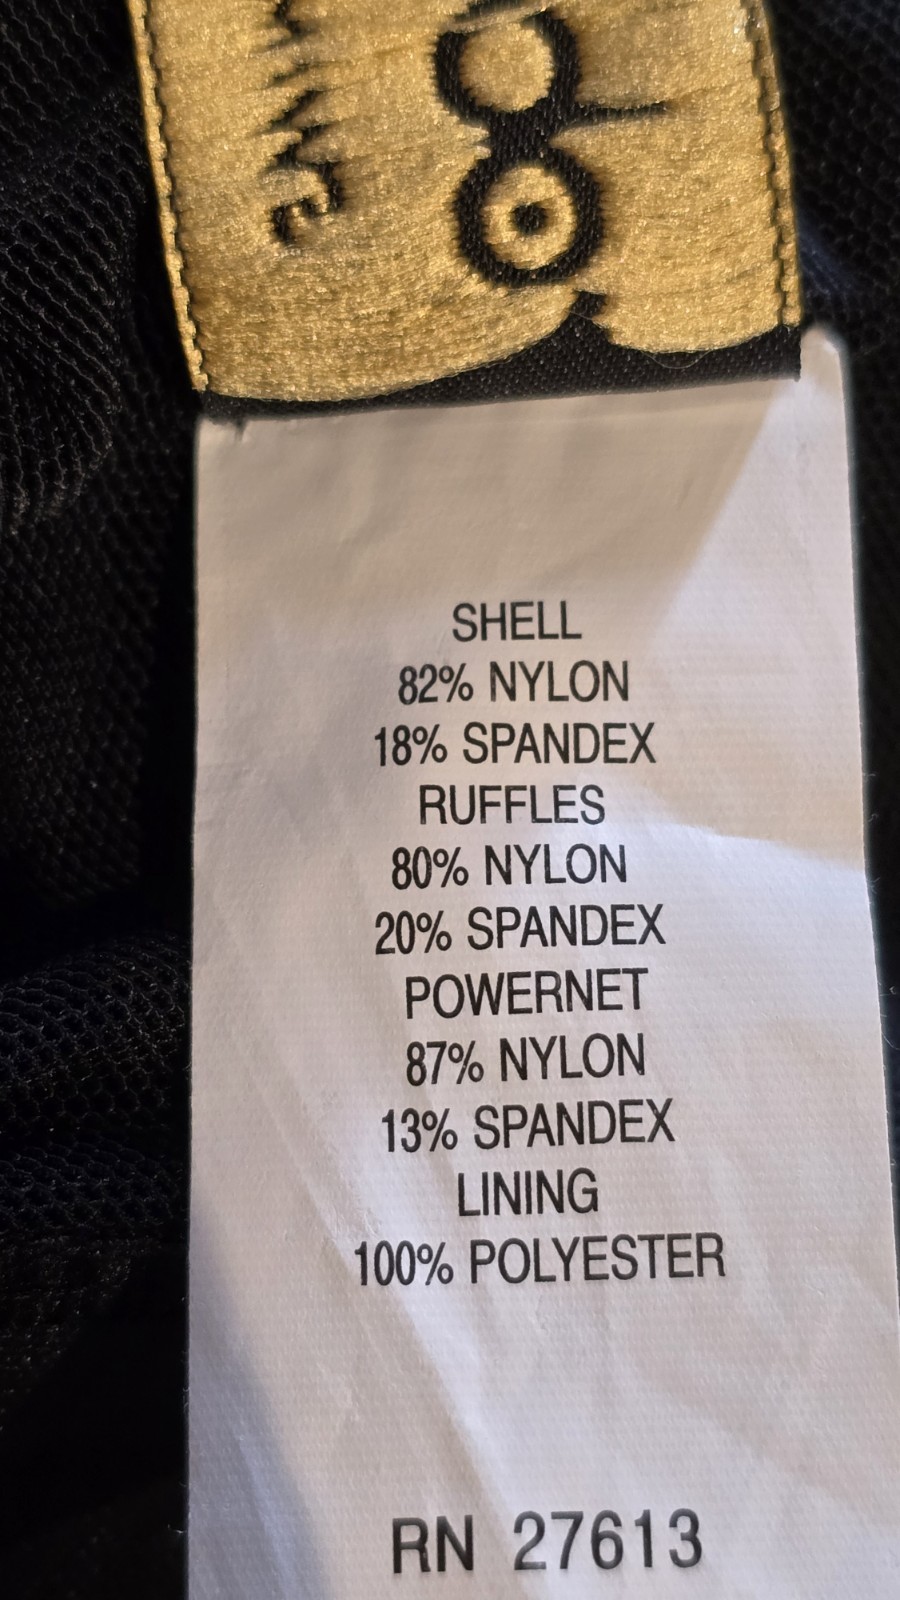 SHELL
82% NYLON
18% SPANDEX
RUFFLES
80% NYLON
20% SPANDEX
POWERNET
87% NYLON
13% SPANDEX
LINING
100% POLYESTER
RN 27613